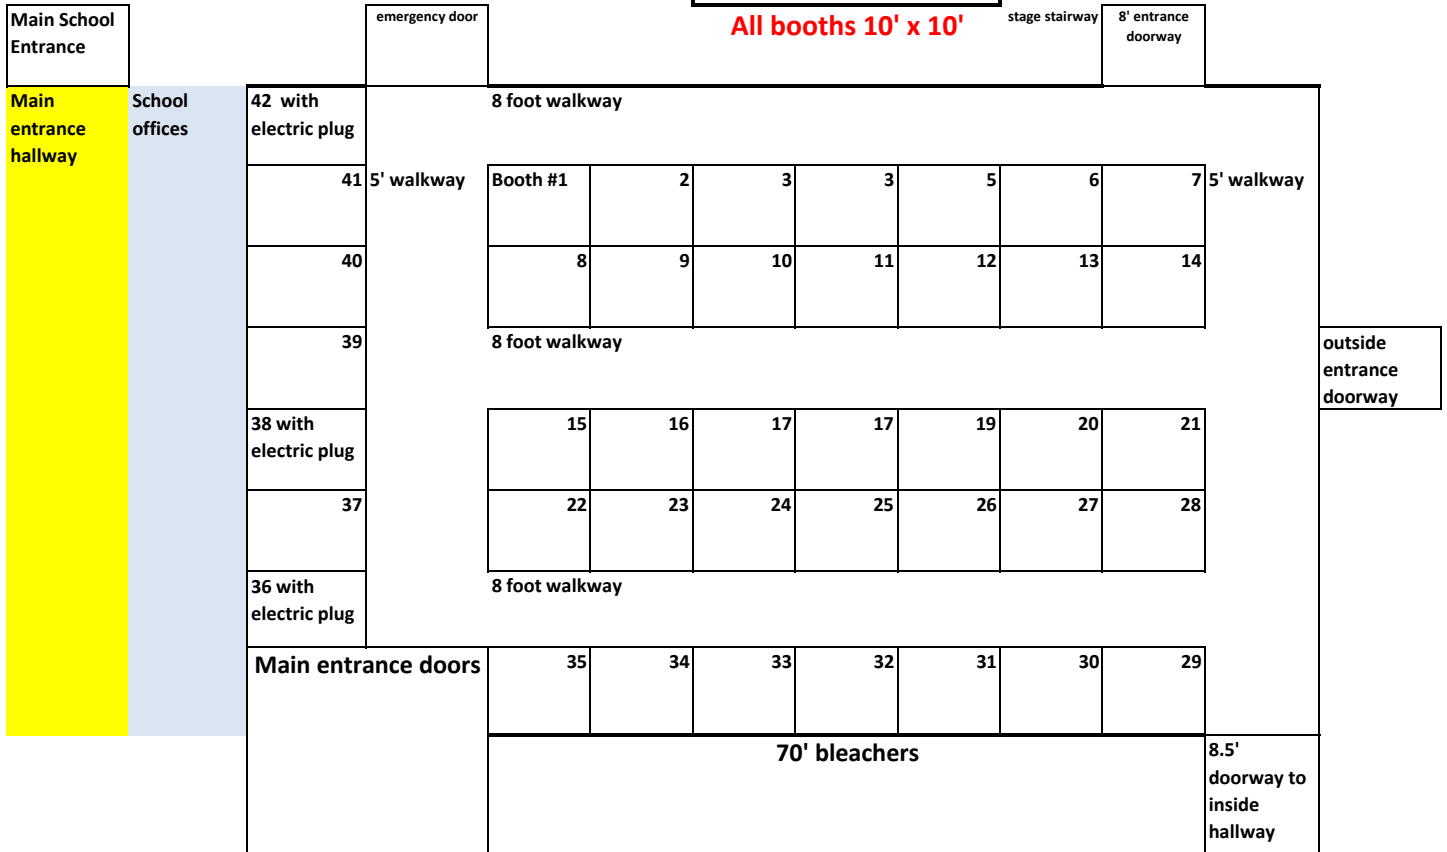 Main School
Entrance
emergency door
All booths 10' x 10'
stage stairway
8' entrance
doorway
Main
entrance
hallway
School
offices
42 with
electric plug
8 foot walkway
41 5' walkway Booth #1 2 3 3 5 6 7 5' walkway
40 8 9 10 11 12 13 14
39 8 foot walkway
outside
entrance
doorway
38 with
electric plug
15 16 17 17 19 20 21
37 22 23 24 25 26 27 28
36 with
electric plug
8 foot walkway
Main entrance doors 35 34 33 32 31 30 29
70' bleachers
8.5'
doorway to
inside
hallway